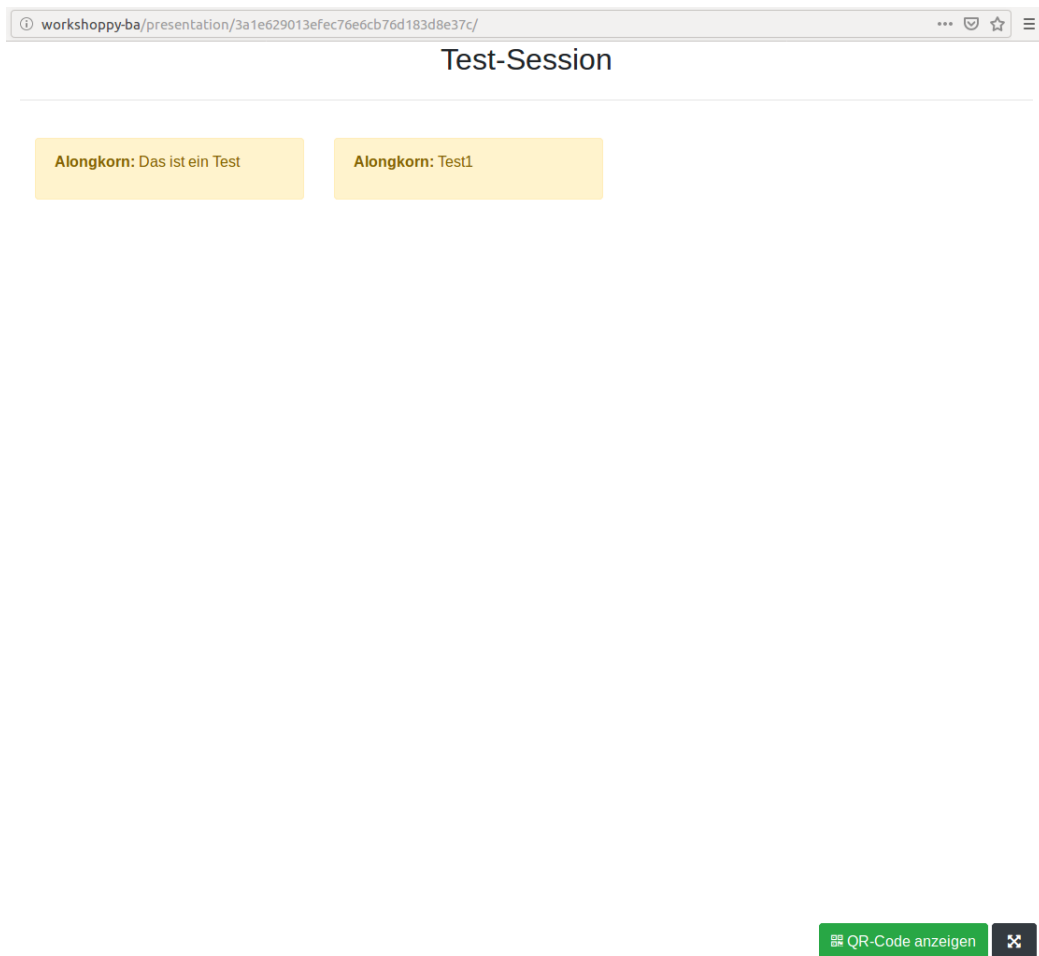 workshoppy-ba/presentation/3a1e629013efec76e6cb76d183d8e37c/
Test-Session
Alongkorn: Das ist ein Test
Alongkorn: Test1
QR-Code anzeigen